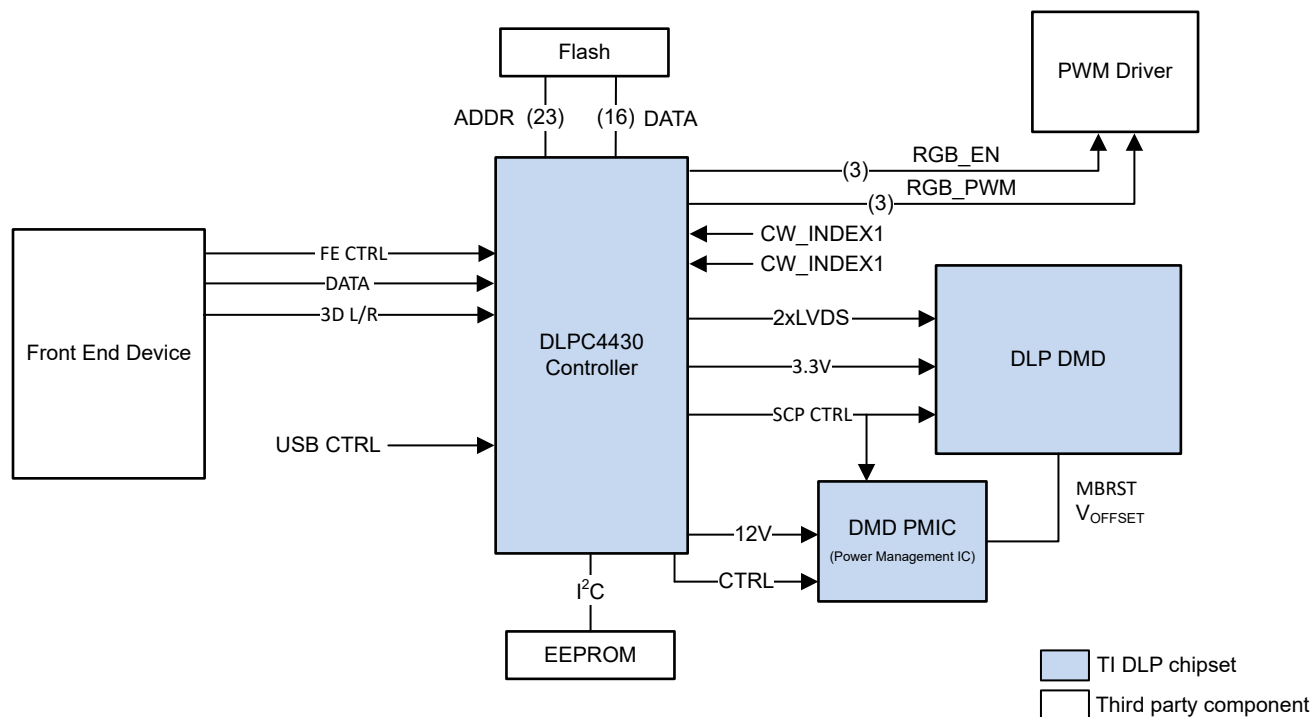 Flash
PWM Driver
ADDR (23) (16) DATA
RGB_EN
(3)
RGB_PWM
(3)
CW_INDEX1
CW_INDEX1
Front End Device
FE CTRL
DATA
3D L/R
DLPC4430
Controller
2xLVDS
3.3V
SCP CTRL
DLP DMD
USB CTRL
MBRST
VOFFSET
12V
CTRL
DMD PMIC
(Power Management IC)
I²C
EEPROM
TI DLP chipset
Third party component